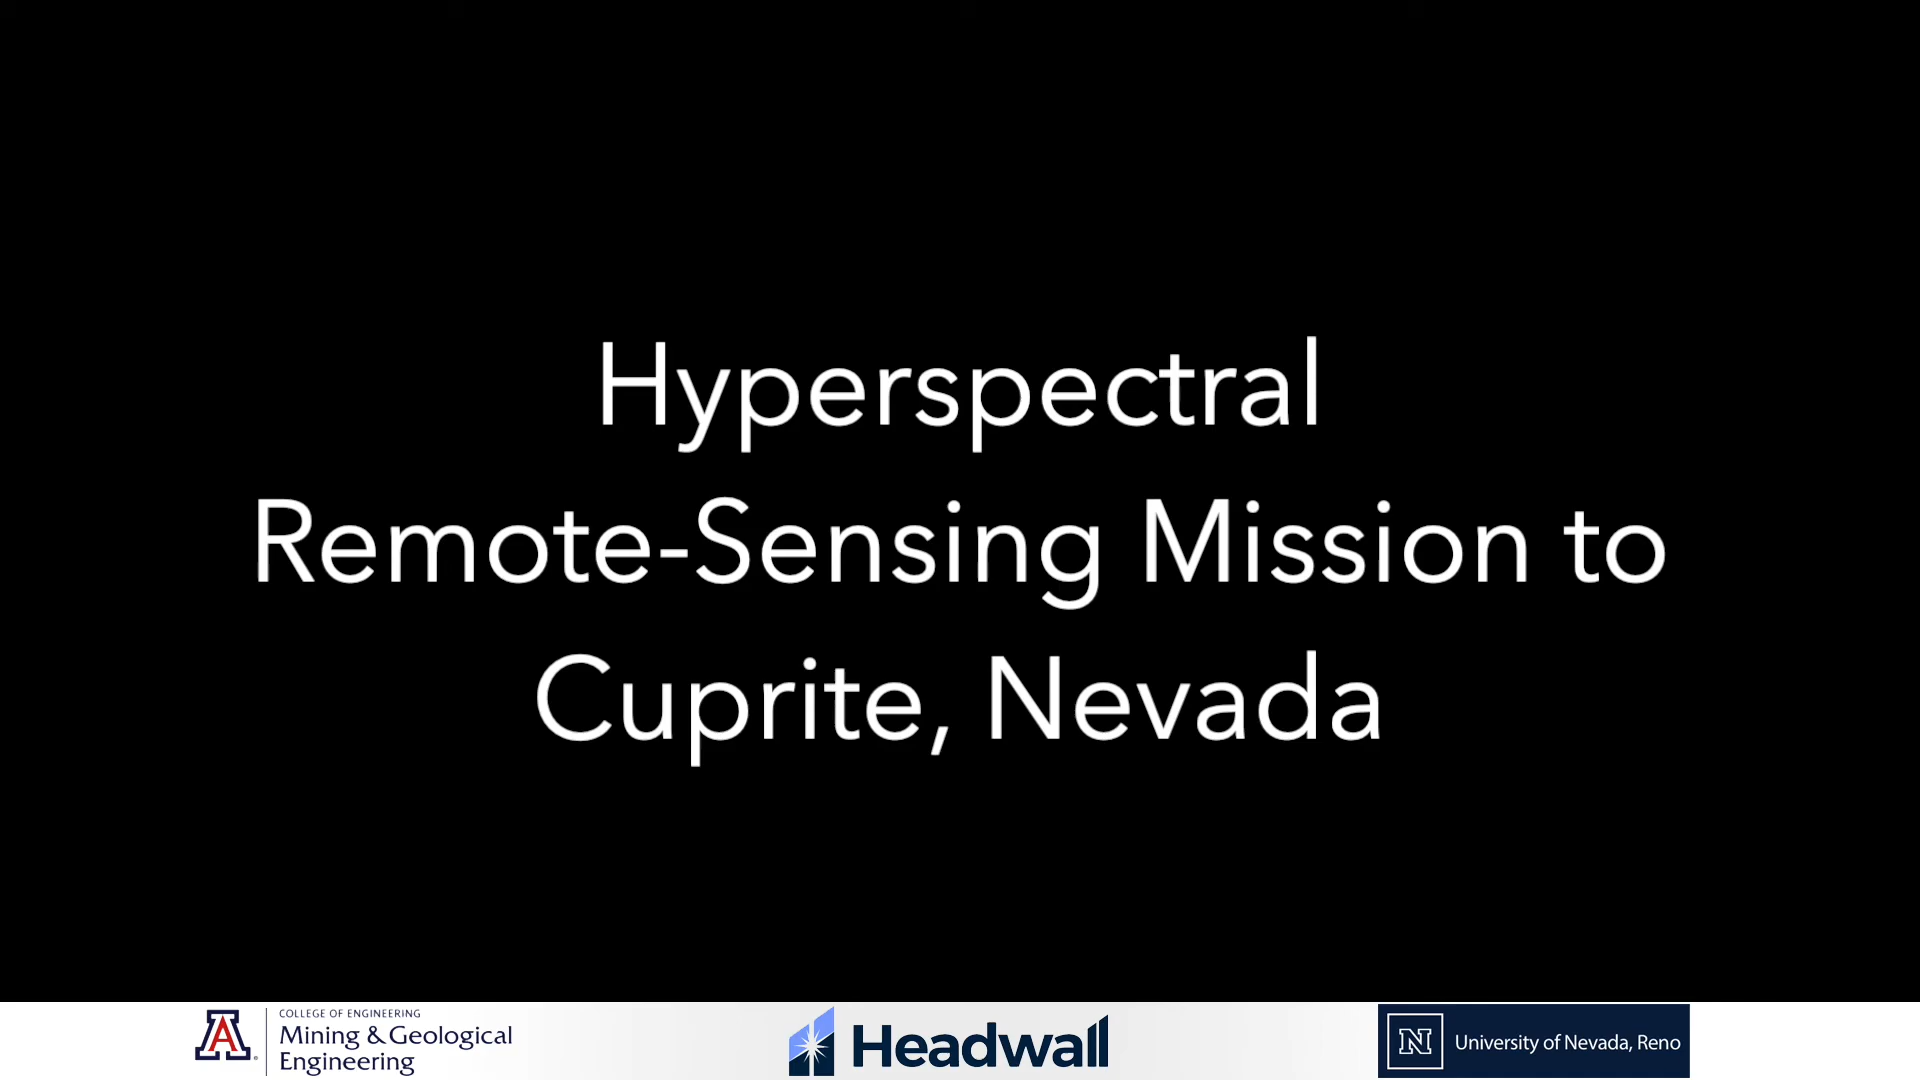 Hyperspectral
Remote-Sensing Mission to
Cuprite, Nevada
A
COLLEGE OF ENGINEERING
Mining & Geological
Engineering
Headwall
N
University of Nevada, Reno